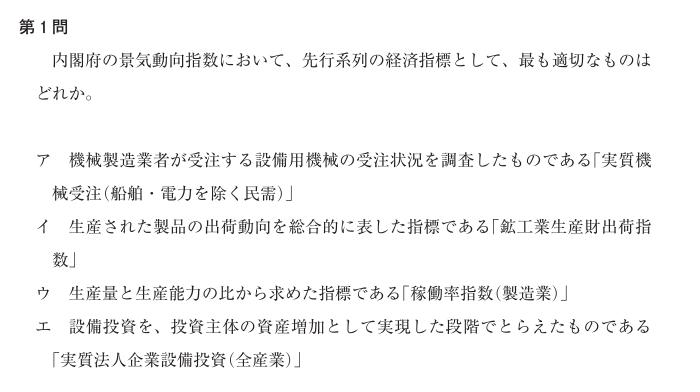 第1問
内閣府の景気動向指数において、先行系列の経済指標として、最も適切なものは
どれか。
ア 機械製造業者が受注する設備用機械の受注状況を調査したものである「実質機
械受注(船舶・電力を除く民需)」
イ 生産された製品の出荷動向を総合的に表した指標である「鉱工業生産財出荷指
数」
ウ 生産量と生産能力の比から求めた指標である「稼働率指数(製造業)」
エ 設備投資を、投資主体の資産増加として実現した段階でとらえたものである
「実質法人企業設備投資(全産業)」